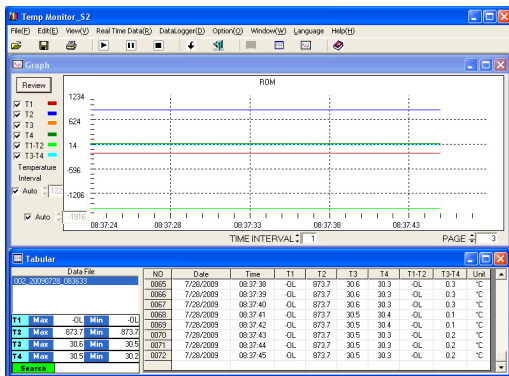 Temp Monitor_S2
File(F) Edit(E) View(V) Real Time Data(R) DataLogger(D) Option(O) Window(W) Language Help(H)
Graph
Review
ROM
T1
T2
T3
T4
T1-T2
T3-T4
Temperature
Interval
Auto 122
Auto -1816
1234
624
14
-596
-1206
08:37:24 08:37:28 08:37:33 08:37:38 08:37:43
TIME INTERVAL: 1 PAGE 3
Tabular
Data File
002_20090728_083633
T1 Max -OL Min -OL
T2 Max 873.7 Min 873.7
T3 Max 30.6 Min 30.5
T4 Max 30.5 Min 30.2
Search
NO Date Time T1 T2 T3 T4 T1-T2 T3-T4 Unit
0065 7/28/2009 08:37:38 -OL 873.7 30.6 30.3 -OL 0.3 °C
0066 7/28/2009 08:37:39 -OL 873.7 30.6 30.3 -OL 0.3 °C
0067 7/28/2009 08:37:40 -OL 873.7 30.6 30.3 -OL 0.3 °C
0068 7/28/2009 08:37:41 -OL 873.7 30.5 30.4 -OL 0.1 °C
0069 7/28/2009 08:37:42 -OL 873.7 30.5 30.4 -OL 0.1 °C
0070 7/28/2009 08:37:43 -OL 873.7 30.5 30.3 -OL 0.2 °C
0071 7/28/2009 08:37:44 -OL 873.7 30.5 30.3 -OL 0.2 °C
0072 7/28/2009 08:37:45 -OL 873.7 30.5 30.3 -OL 0.2 °C